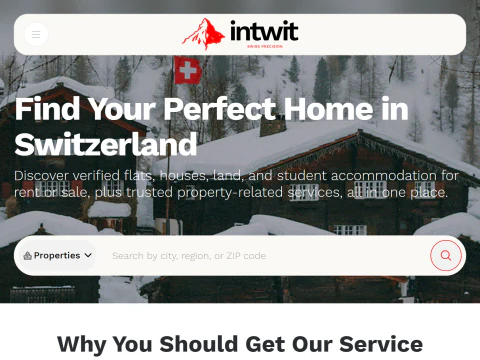 intwit
SWISS PRECISION
Find Your Perfect Home in
Switzerland
Discover verified flats, houses, land, and student accommodation for
rent or sale, plus trusted property-related services, all in one place.
Properties
Search by city, region, or ZIP code
Why You Should Get Our Service